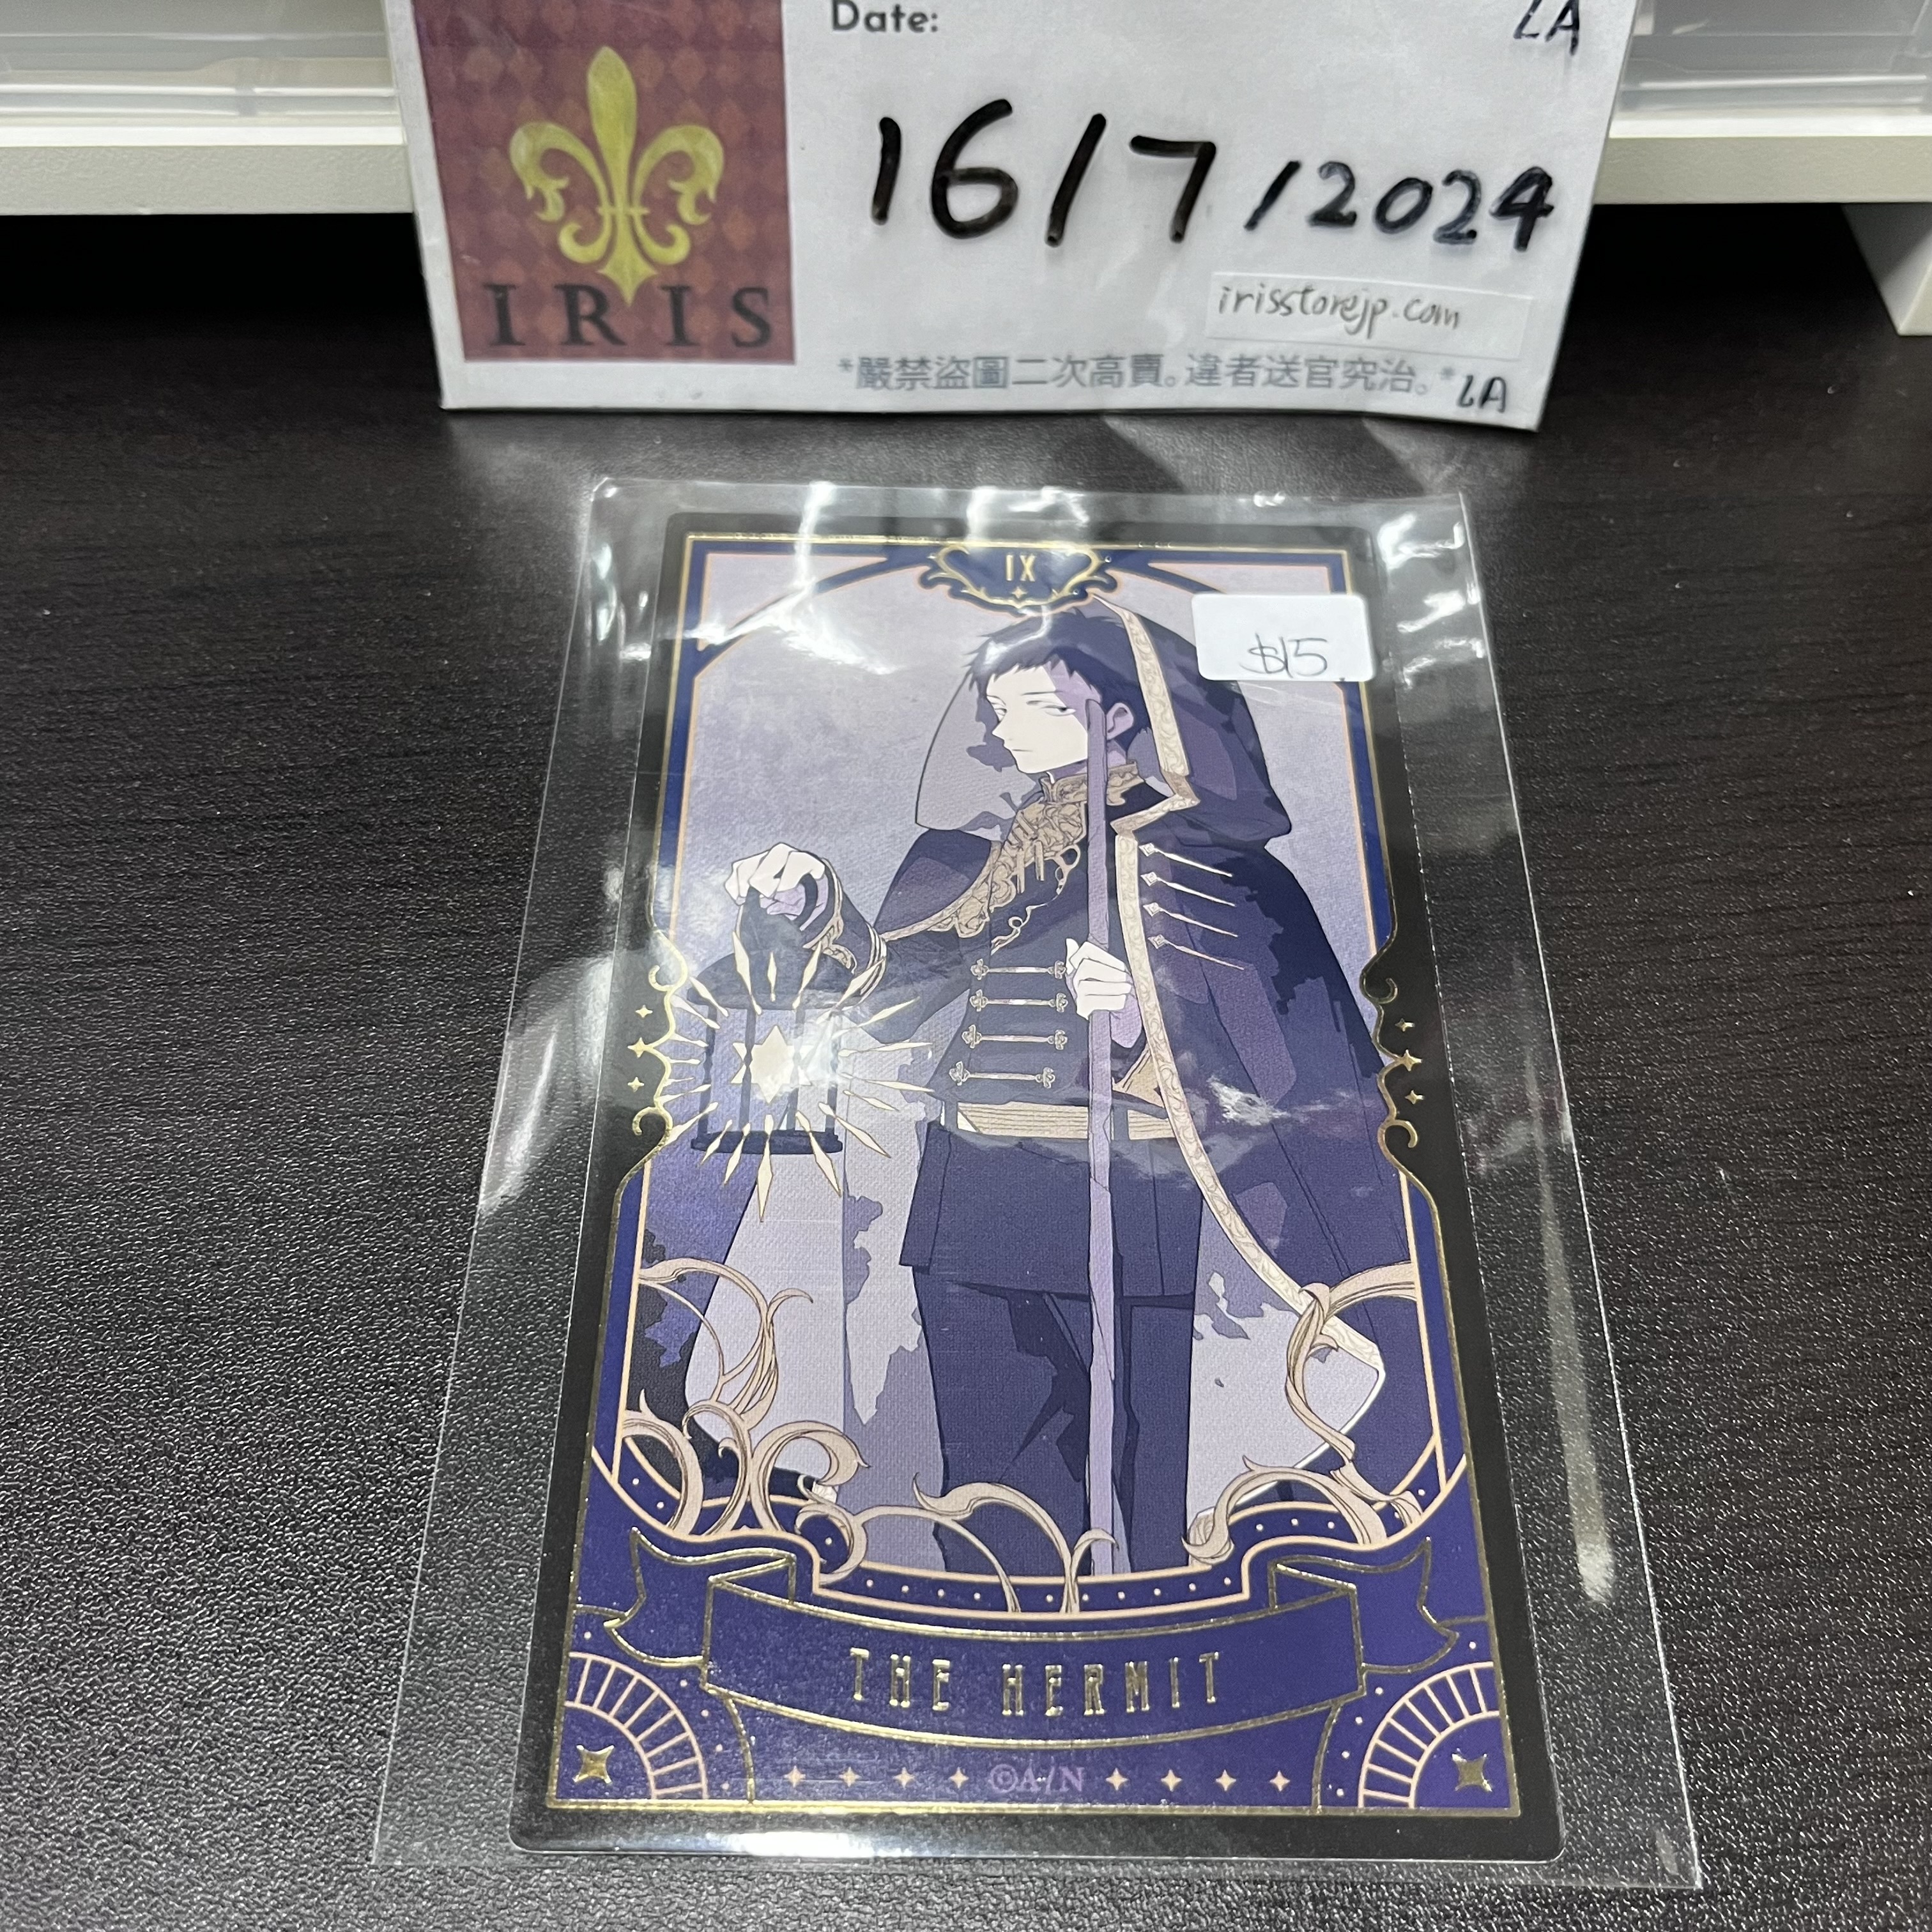 Date:
LA
16/7/2024
IRIS
irisstorejp.com
*嚴禁盜圖二次高賣。違者送官究治。*
LA
IX
$15
THE HERMIT
©A/N